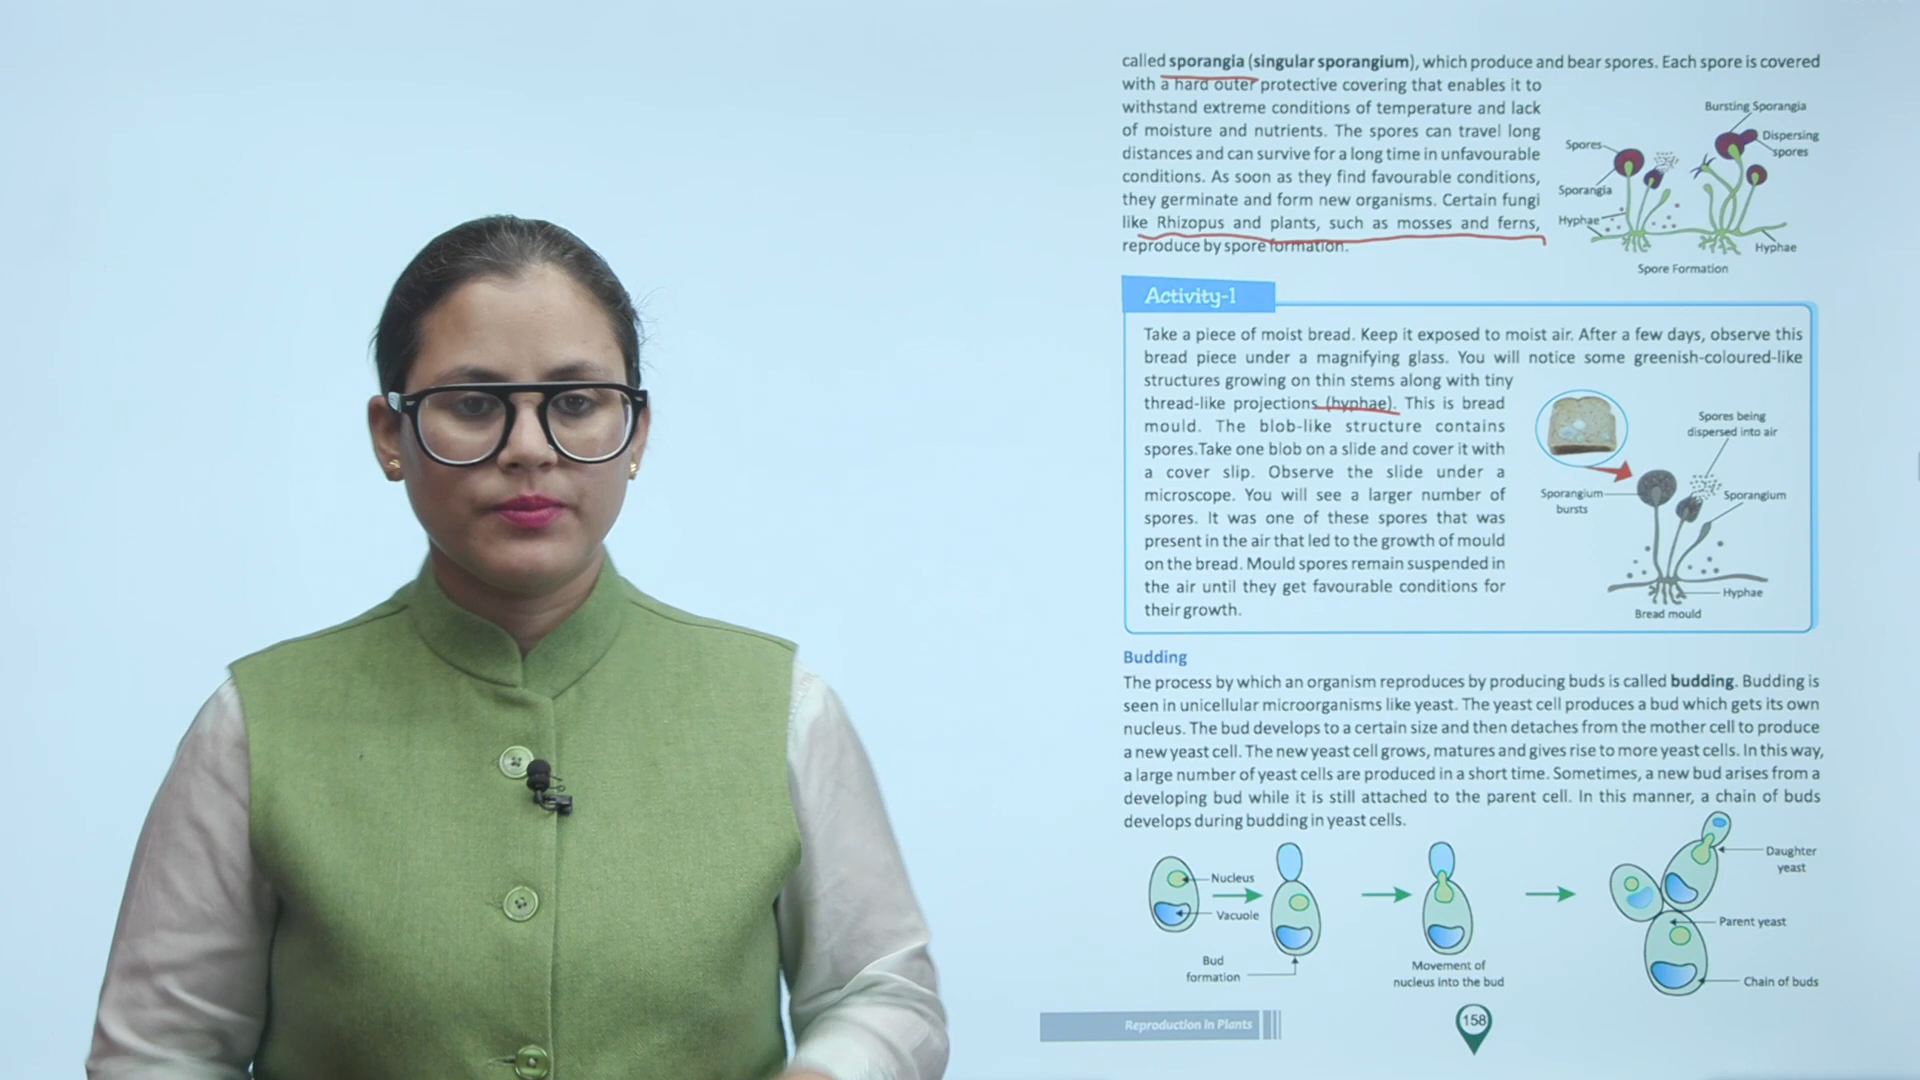 called sporangia (singular sporangium), which produce and bear spores. Each spore is covered
with a hard outer protective covering that enables it to
withstand extreme conditions of temperature and lack
of moisture and nutrients. The spores can travel long
distances and can survive for a long time in unfavourable
conditions. As soon as they find favourable conditions,
they germinate and form new organisms. Certain fungi
like Rhizopus and plants, such as mosses and ferns,
reproduce by spore formation.
Bursting Sporangia
Spores
Dispersing
spores
Sporangia
Hyphae
Hyphae
Spore Formation
Activity-1
Take a piece of moist bread. Keep it exposed to moist air. After a few days, observe this
bread piece under a magnifying glass. You will notice some greenish-coloured-like
structures growing on thin stems along with tiny
thread-like projections (hyphae). This is bread
mould. The blob-like structure contains
spores.Take one blob on a slide and cover it with
a cover slip. Observe the slide under a
microscope. You will see a larger number of
spores. It was one of these spores that was
present in the air that led to the growth of mould
on the bread. Mould spores remain suspended in
the air until they get favourable conditions for
their growth.
Spores being
dispersed into air
Sporangium
bursts
Sporangium
Hyphae
Bread mould
Budding
The process by which an organism reproduces by producing buds is called budding. Budding is
seen in unicellular microorganisms like yeast. The yeast cell produces a bud which gets its own
nucleus. The bud develops to a certain size and then detaches from the mother cell to produce
a new yeast cell. The new yeast cell grows, matures and gives rise to more yeast cells. In this way,
a large number of yeast cells are produced in a short time. Sometimes, a new bud arises from a
developing bud while it is still attached to the parent cell. In this manner, a chain of buds
develops during budding in yeast cells.
Nucleus
Vacuole
Bud
formation
Movement of
nucleus into the bud
Daughter
yeast
Parent yeast
Chain of buds
Reproduction in Plants
158